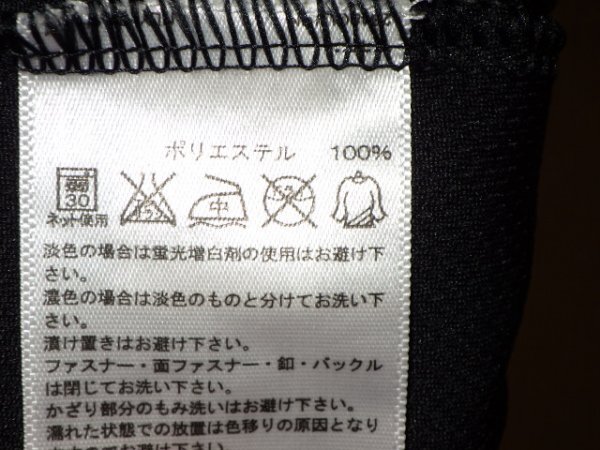 ポリエステル 100%
弱 30 中
ネット使用
淡色の場合は蛍光増白剤の使用はお避け下
さい。
濃色の場合は淡色のものと分けてお洗い下
さい。
漬け置きはお避け下さい。
ファスナー・面ファスナー・釦・バックル
は閉じてお洗い下さい。
かざり部分のもみ洗いはお避け下さい。
濡れた状態での放置は色移りの原因となり